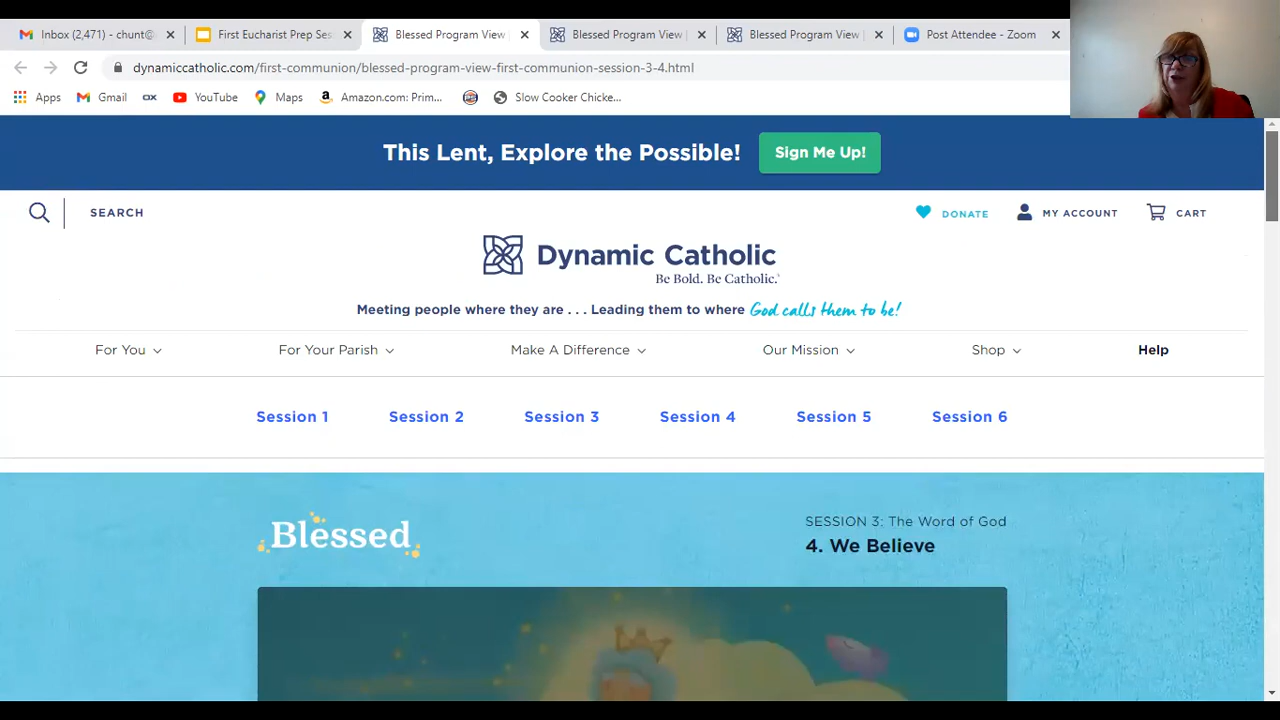 Inbox (2,471) - chunt@
First Eucharist Prep Ses
Blessed Program View
Blessed Program View
Blessed Program View
Post Attendee - Zoom
dynamiccatholic.com/first-communion/blessed-program-view-first-communion-session-3-4.html
Apps
Gmail
YouTube
Maps
Amazon.com: Prim...
Slow Cooker Chicke...
This Lent, Explore the Possible!
Sign Me Up!
SEARCH
DONATE
MY ACCOUNT
CART
Dynamic Catholic
Be Bold. Be Catholic.
Meeting people where they are . . . Leading them to where God calls them to be!
For You
For Your Parish
Make A Difference
Our Mission
Shop
Help
Session 1
Session 2
Session 3
Session 4
Session 5
Session 6
Blessed
SESSION 3: The Word of God
4. We Believe